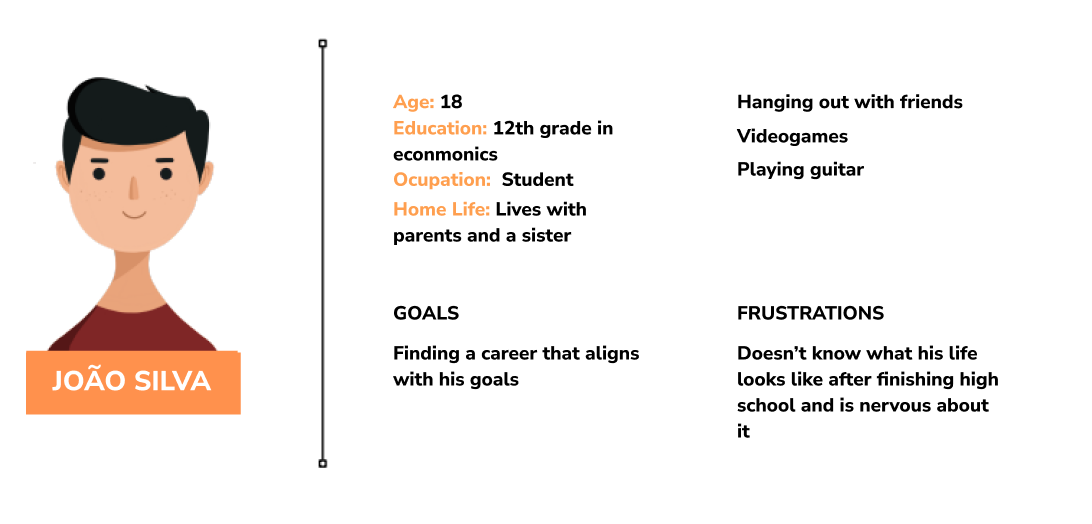 JOÃO SILVA
Age: 18
Education: 12th grade in
econmonics
Ocupation: Student
Home Life: Lives with
parents and a sister
Hanging out with friends
Videogames
Playing guitar
GOALS
Finding a career that aligns
with his goals
FRUSTRATIONS
Doesn’t know what his life
looks like after finishing high
school and is nervous about
it